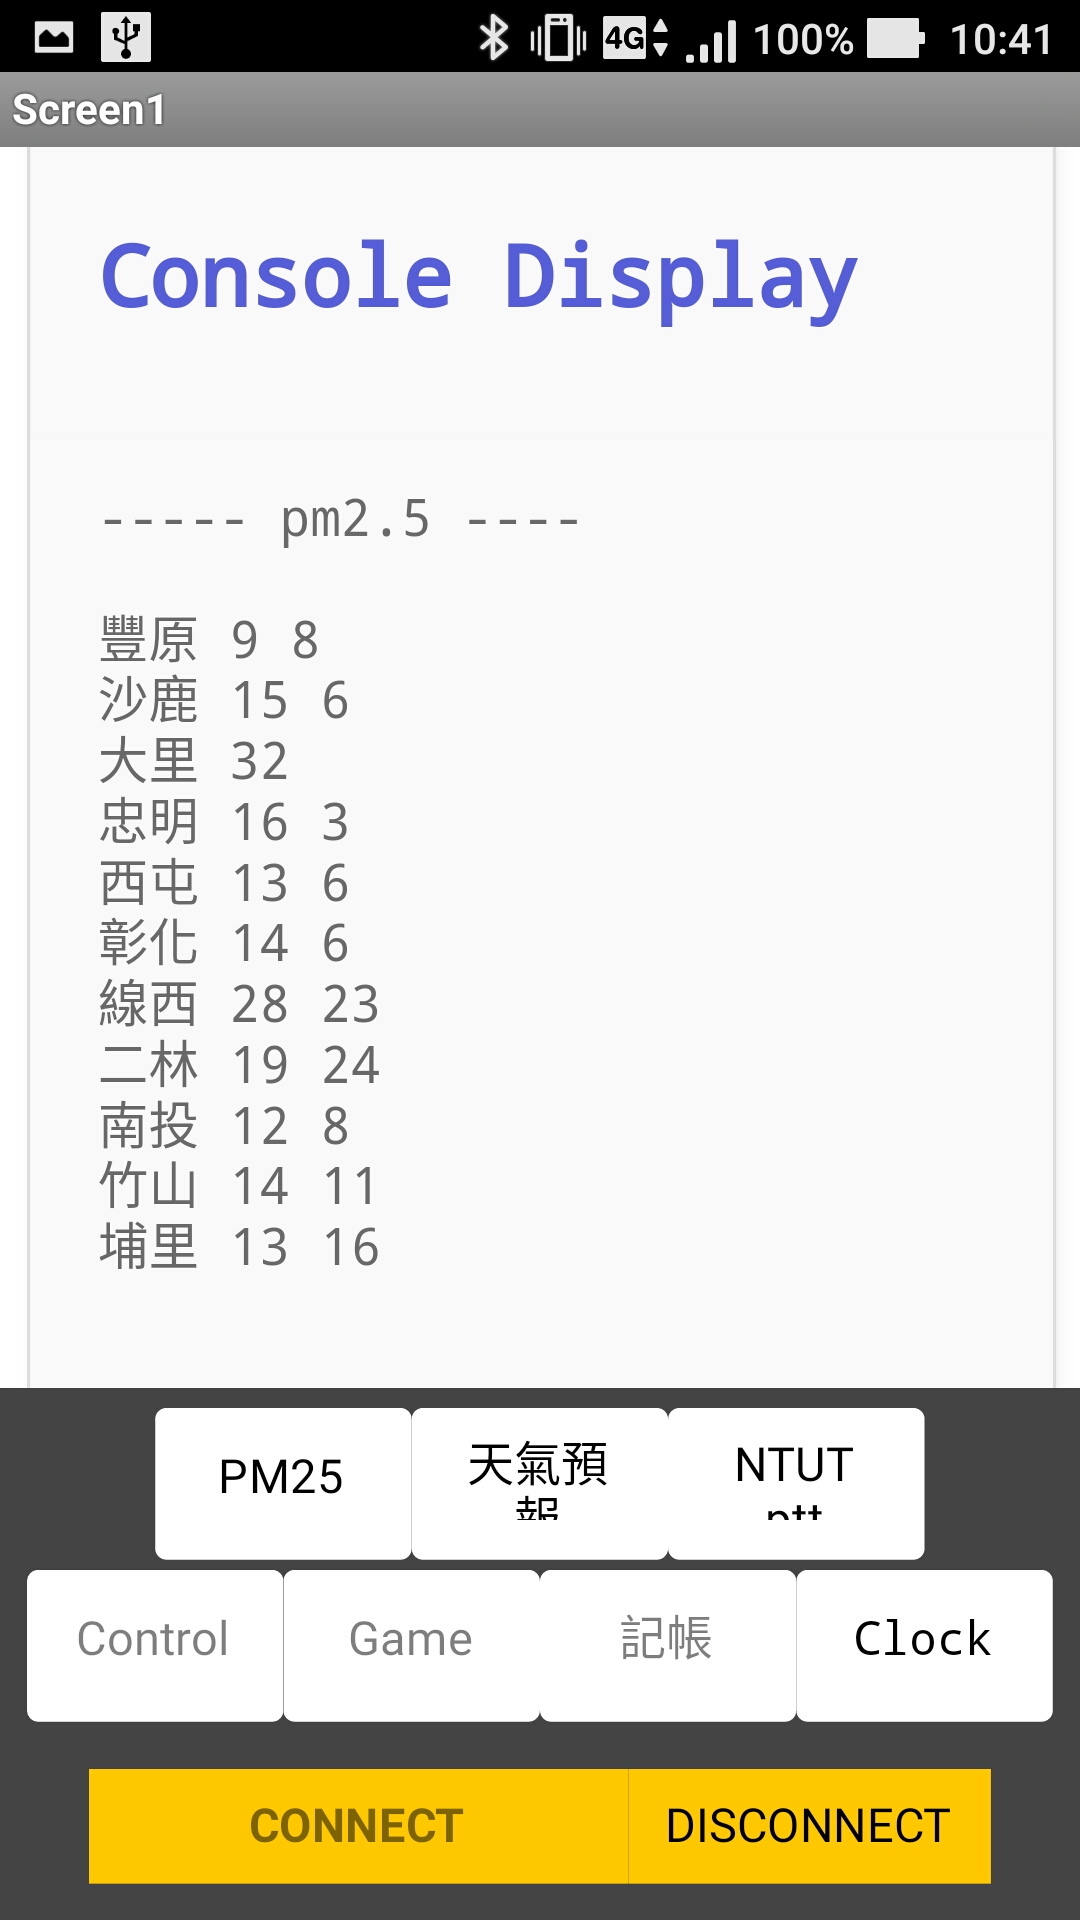 4G 100% 10:41
Screen1
Console Display
----- pm2.5 ----
豐原 9 8
沙鹿 15 6
大里 32
忠明 16 3
西屯 13 6
彰化 14 6
線西 28 23
二林 19 24
南投 12 8
竹山 14 11
埔里 13 16
PM25 天氣預 NTUT
報 ptt
Control Game 記帳 Clock
CONNECT DISCONNECT